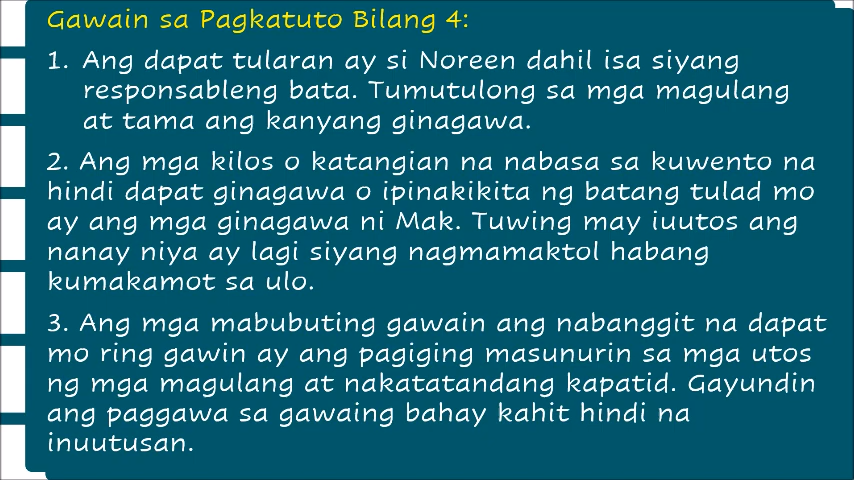 Gawain sa Pagkatuto Bilang 4:
1. Ang dapat tularan ay si Noreen dahil isa siyang
responsableng bata. Tumutulong sa mga magulang
at tama ang kanyang ginagawa.
2. Ang mga kilos o katangian na nabasa sa kuwento na
hindi dapat ginagawa o ipinakikita ng batang tulad mo
ay ang mga ginagawa ni Mak. Tuwing may iuutos ang
nanay niya ay lagi siyang nagmamaktol habang
kumakamot sa ulo.
3. Ang mga mabubuting gawain ang nabanggit na dapat
mo ring gawin ay ang pagiging masunurin sa mga utos
ng mga magulang at nakatatandang kapatid. Gayundin
ang paggawa sa gawaing bahay kahit hindi na
inuutusan.